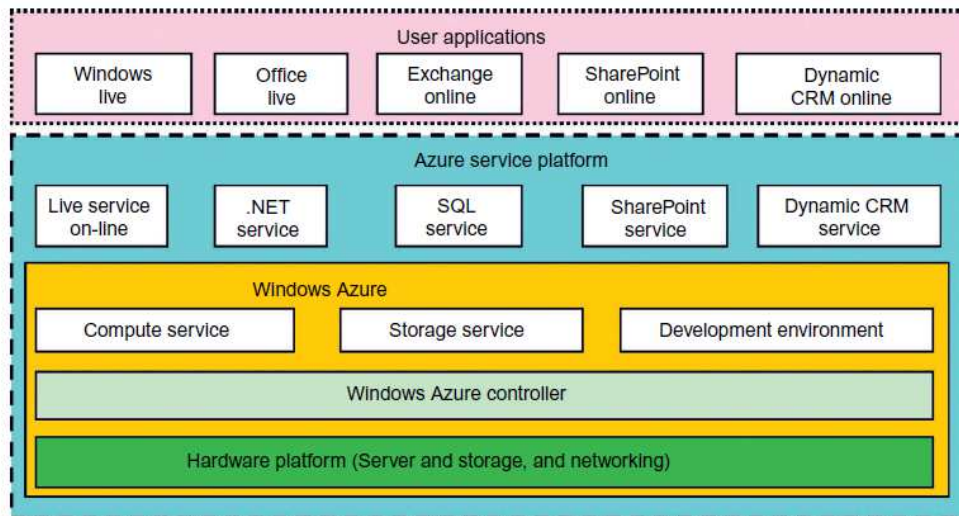 User applications
Windows
live
Office
live
Exchange
online
SharePoint
online
Dynamic
CRM online
Azure service platform
Live service
on-line
.NET
service
SQL
service
SharePoint
service
Dynamic CRM
service
Windows Azure
Compute service
Storage service
Development environment
Windows Azure controller
Hardware platform (Server and storage, and networking)